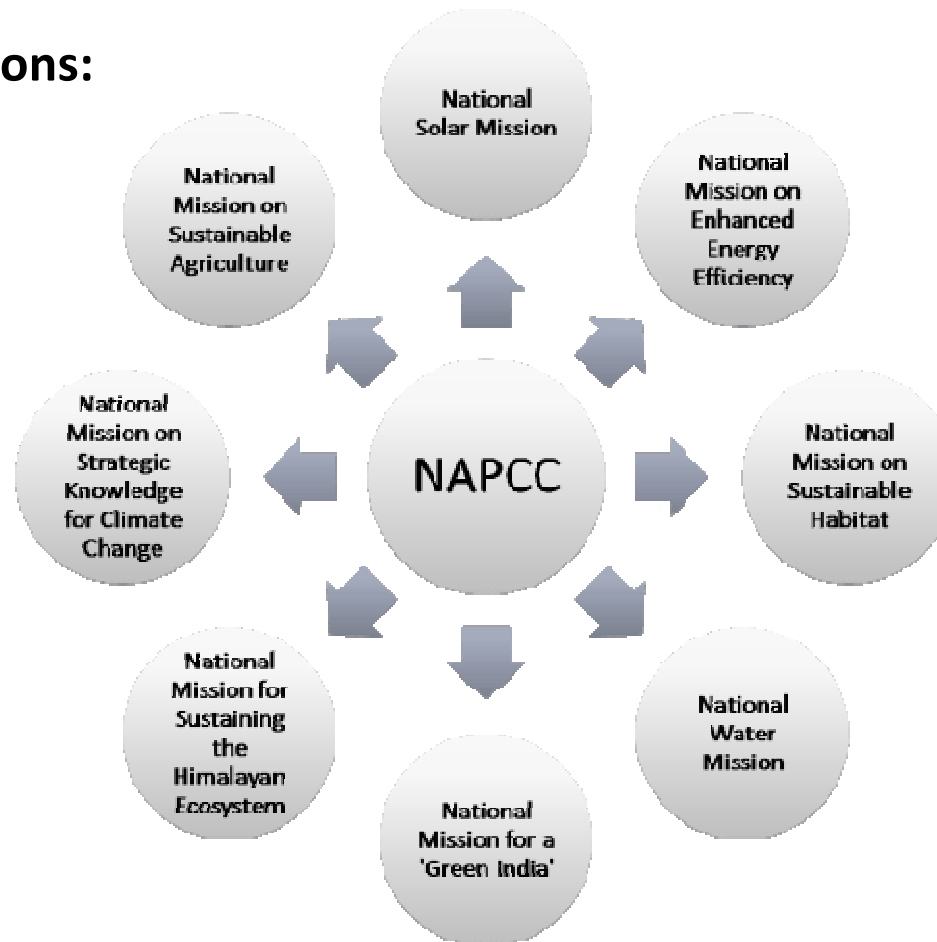 ons:
National
Solar Mission
National
Mission on
Enhanced
Energy
Efficiency
National
Mission on
Sustainable
Habitat
National
Water
Mission
National
Mission for a
'Green India'
National
Mission for
Sustaining
the
Himalayan
Ecosystem
National
Mission on
Strategic
Knowledge
for Climate
Change
National
Mission on
Sustainable
Agriculture
NAPCC